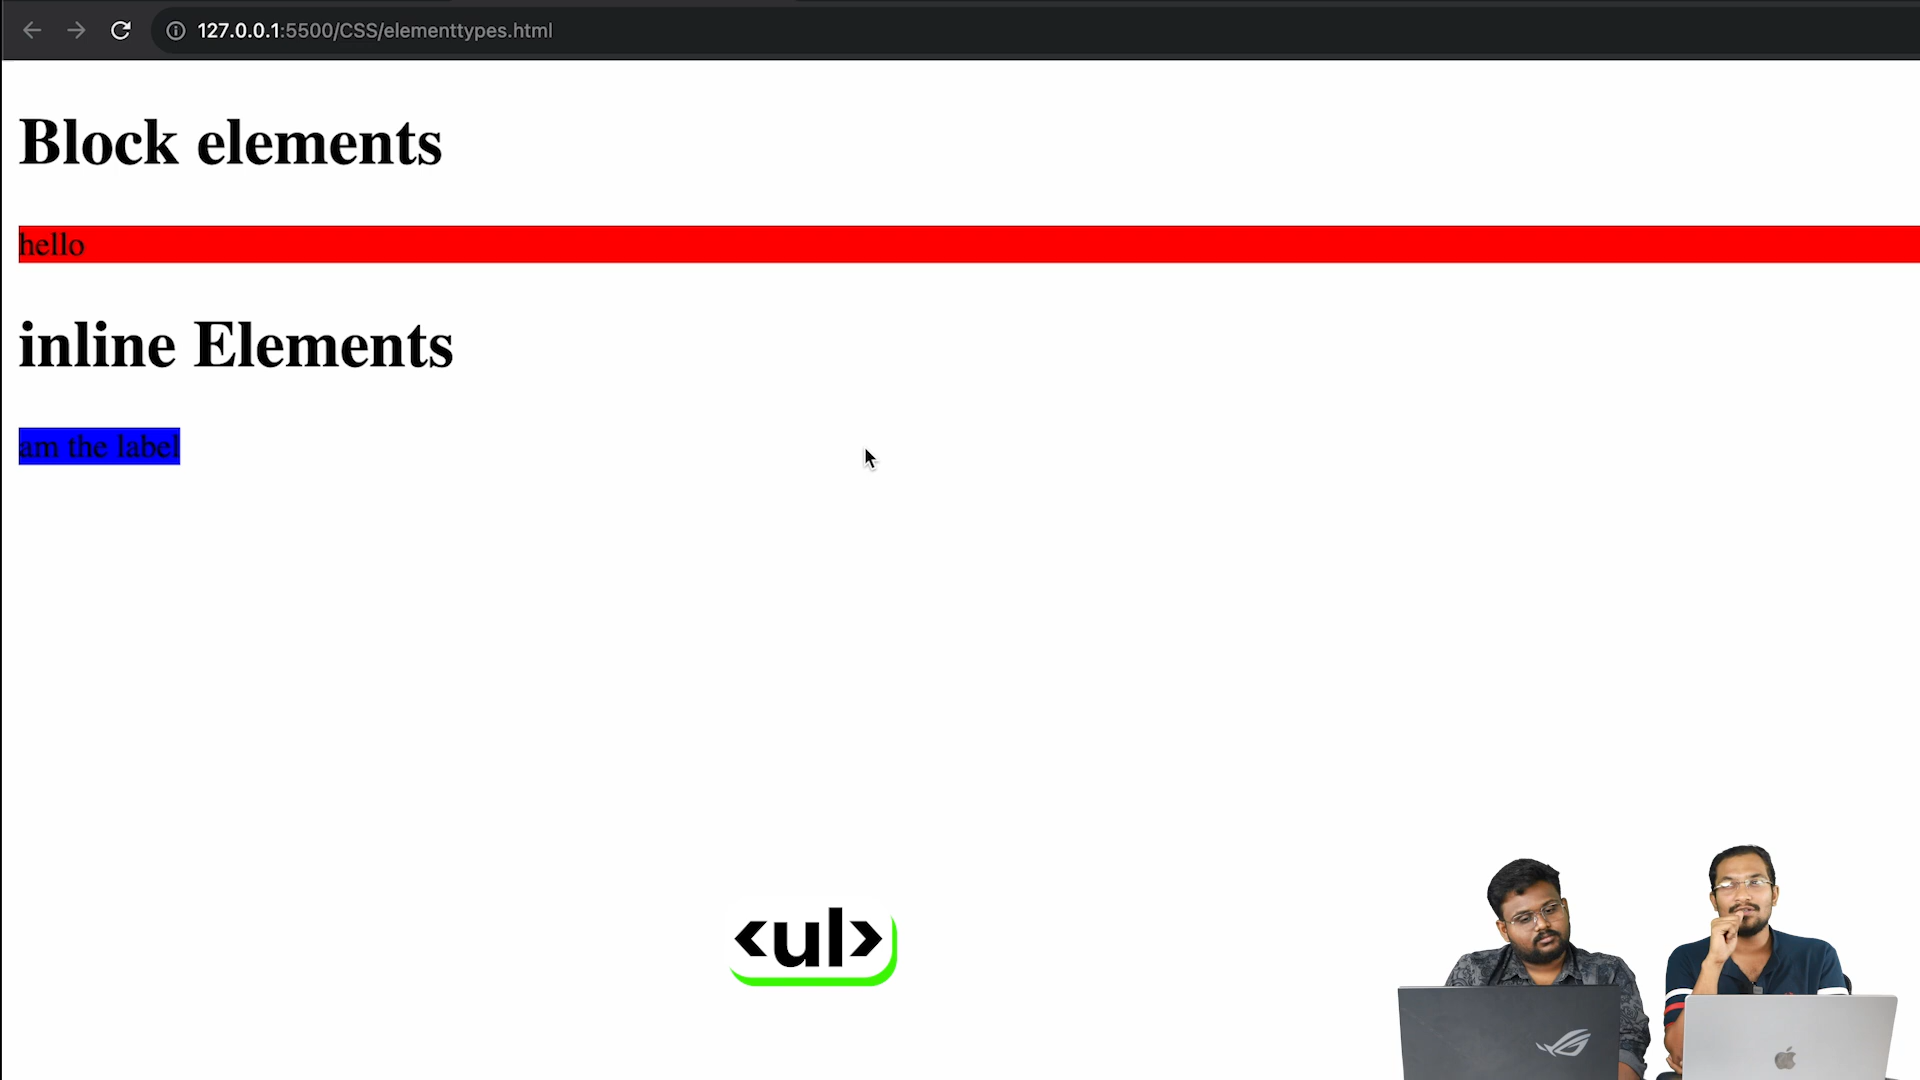 127.0.0.1:5500/CSS/elementtypes.html
Block elements
hello
inline Elements
am the label
<ul>